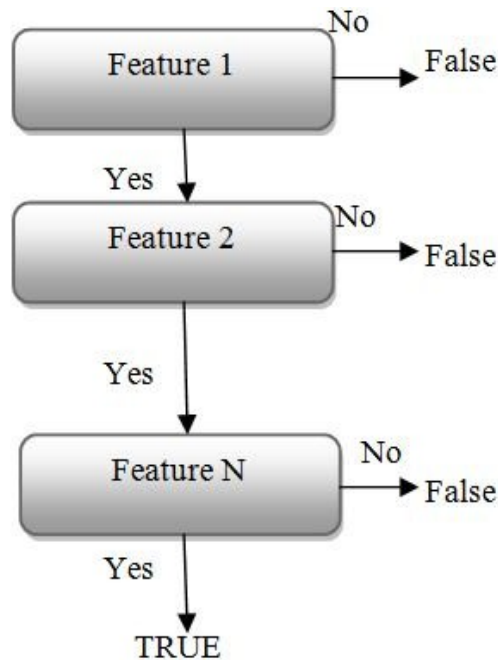 No
Feature 1
False
Yes
No
Feature 2
False
Yes
No
Feature N
False
Yes
TRUE